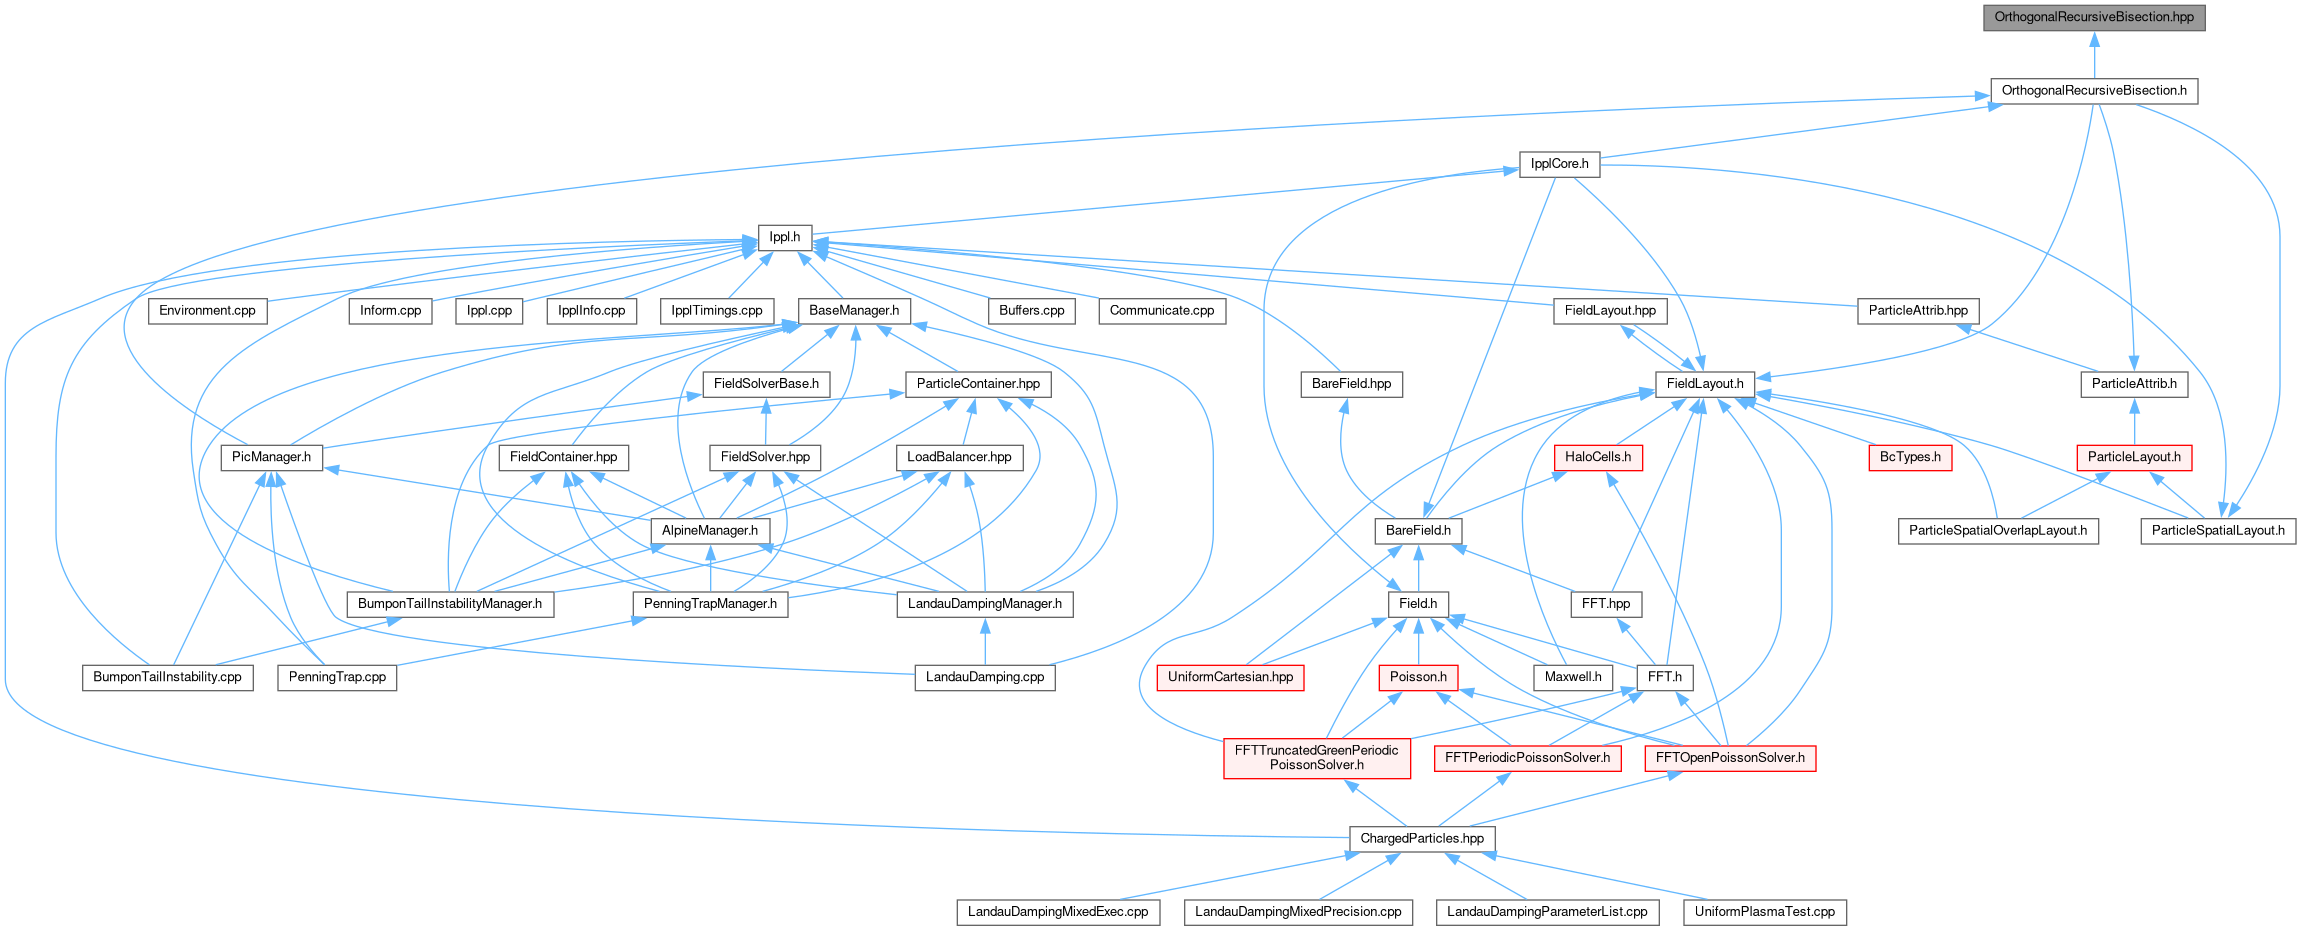 OrthogonalRecursiveBisection.hpp
OrthogonalRecursiveBisection.h
IpplCore.h
Ippl.h
Environment.cpp
Inform.cpp
Ippl.cpp
IpplInfo.cpp
IpplTimings.cpp
BaseManager.h
Buffers.cpp
Communicate.cpp
FieldLayout.hpp
ParticleAttrib.hpp
FieldSolverBase.h
ParticleContainer.hpp
BareField.hpp
FieldLayout.h
ParticleAttrib.h
PicManager.h
FieldContainer.hpp
FieldSolver.hpp
LoadBalancer.hpp
HaloCells.h
BcTypes.h
ParticleLayout.h
AlpineManager.h
BareField.h
ParticleSpatialOverlapLayout.h
ParticleSpatialLayout.h
BumponTailInstabilityManager.h
PenningTrapManager.h
LandauDampingManager.h
Field.h
FFT.hpp
BumponTailInstability.cpp
PenningTrap.cpp
LandauDamping.cpp
UniformCartesian.hpp
Poisson.h
Maxwell.h
FFT.h
FFTTruncatedGreenPeriodic
PoissonSolver.h
FFTPeriodicPoissonSolver.h
FFTOpenPoissonSolver.h
ChargedParticles.hpp
LandauDampingMixedExec.cpp
LandauDampingMixedPrecision.cpp
LandauDampingParameterList.cpp
UniformPlasmaTest.cpp